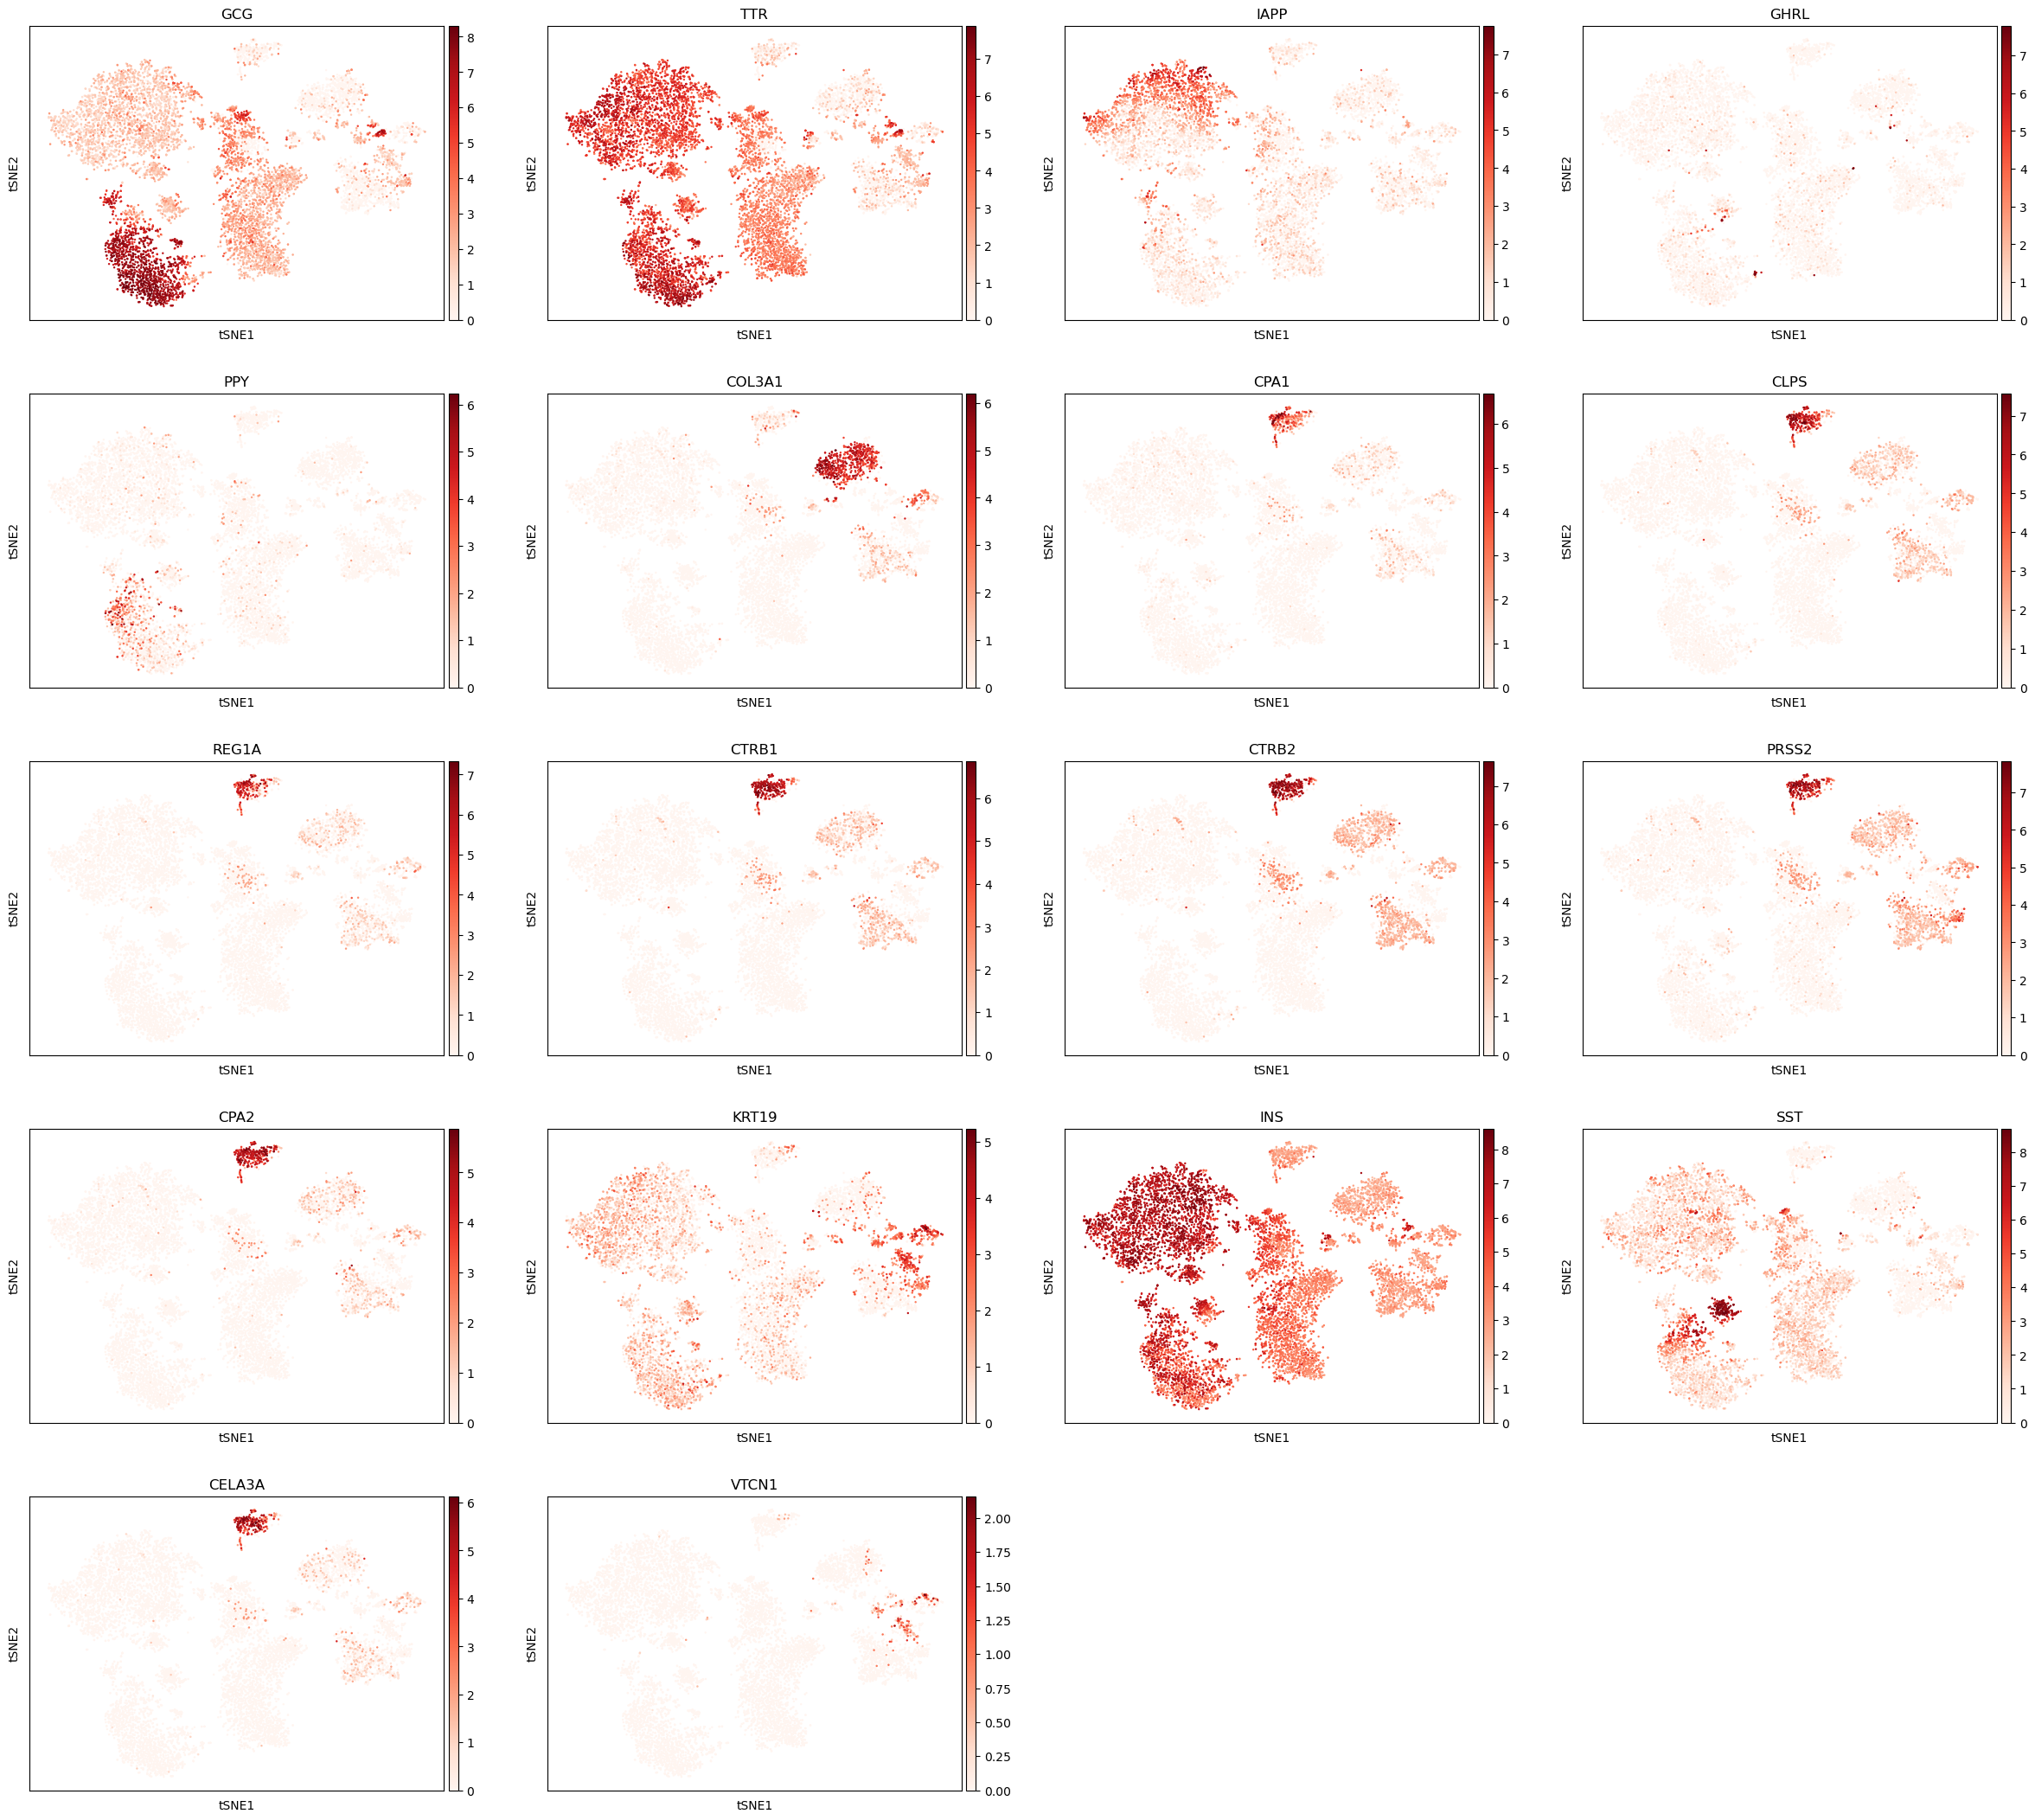 GCG TTR IAPP GHRL
8 7 6 5 4 3 2 1 0
7 6 5 4 3 2 1 0
7 6 5 4 3 2 1 0
7 6 5 4 3 2 1 0
tSNE2 tSNE2 tSNE2 tSNE2
tSNE1 tSNE1 tSNE1 tSNE1
PPY COL3A1 CPA1 CLPS
6 5 4 3 2 1 0
6 5 4 3 2 1 0
6 5 4 3 2 1 0
7 6 5 4 3 2 1 0
tSNE2 tSNE2 tSNE2 tSNE2
tSNE1 tSNE1 tSNE1 tSNE1
REG1A CTRB1 CTRB2 PRSS2
7 6 5 4 3 2 1 0
6 5 4 3 2 1 0
7 6 5 4 3 2 1 0
7 6 5 4 3 2 1 0
tSNE2 tSNE2 tSNE2 tSNE2
tSNE1 tSNE1 tSNE1 tSNE1
CPA2 KRT19 INS SST
5 4 3 2 1 0
5 4 3 2 1 0
8 7 6 5 4 3 2 1 0
8 7 6 5 4 3 2 1 0
tSNE2 tSNE2 tSNE2 tSNE2
tSNE1 tSNE1 tSNE1 tSNE1
CELA3A VTCN1
6 5 4 3 2 1 0
2.00 1.75 1.50 1.25 1.00 0.75 0.50 0.25 0.00
tSNE2 tSNE2
tSNE1 tSNE1